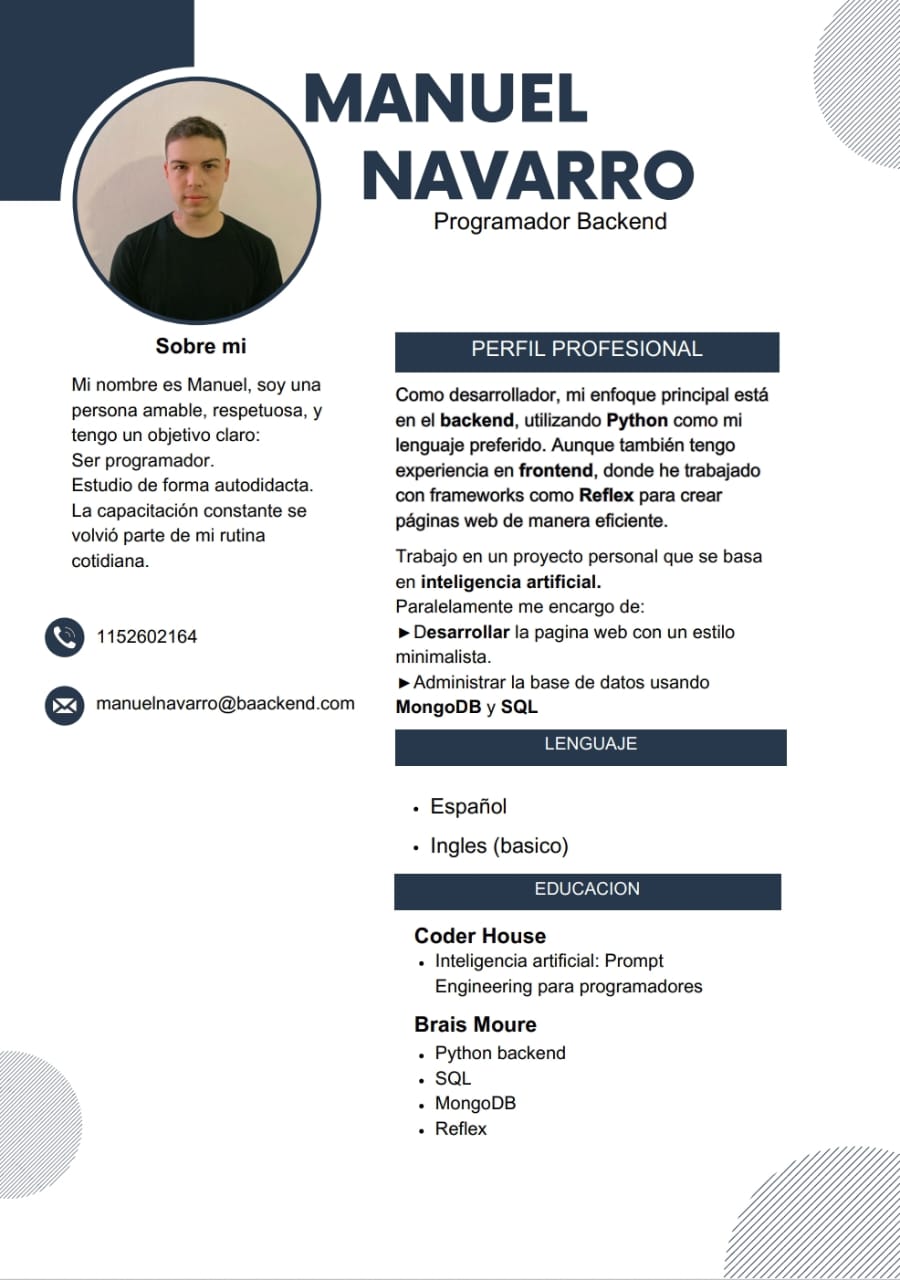 MANUEL
NAVARRO
Programador Backend
Sobre mi
Mi nombre es Manuel, soy una
persona amable, respetuosa, y
tengo un objetivo claro:
Ser programador.
Estudio de forma autodidacta.
La capacitación constante se
volvió parte de mi rutina
cotidiana.
1152602164
manuelnavarro@baackend.com
PERFIL PROFESIONAL
Como desarrollador, mi enfoque principal está
en el backend, utilizando Python como mi
lenguaje preferido. Aunque también tengo
experiencia en frontend, donde he trabajado
con frameworks como Reflex para crear
páginas web de manera eficiente.
Trabajo en un proyecto personal que se basa
en inteligencia artificial.
Paralelamente me encargo de:
►Desarrollar la pagina web con un estilo
minimalista.
►Administrar la base de datos usando
MongoDB y SQL
LENGUAJE
• Español
• Ingles (basico)
EDUCACION
Coder House
• Inteligencia artificial: Prompt
Engineering para programadores
Brais Moure
• Python backend
• SQL
• MongoDB
• Reflex